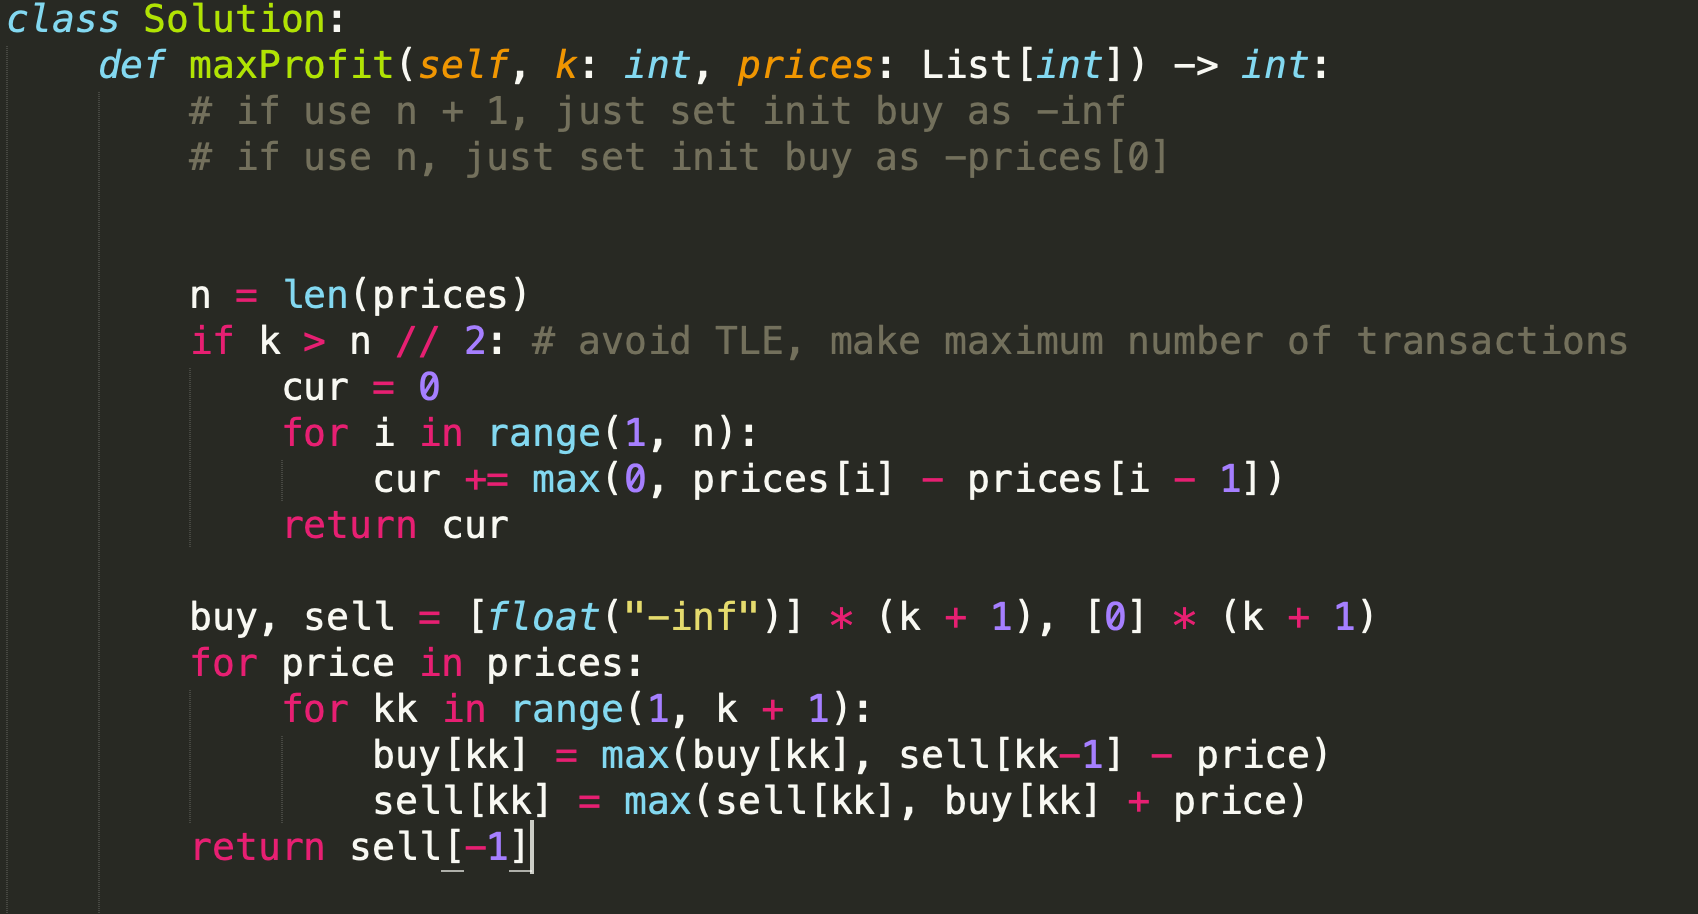 class Solution:
    def maxProfit(self, k: int, prices: List[int]) -> int:
        # if use n + 1, just set init buy as -inf
        # if use n, just set init buy as -prices[0]
        n = len(prices)
        if k > n // 2: # avoid TLE, make maximum number of transactions
            cur = 0
            for i in range(1, n):
                cur += max(0, prices[i] - prices[i - 1])
            return cur
        buy, sell = [float("-inf")] * (k + 1), [0] * (k + 1)
        for price in prices:
            for kk in range(1, k + 1):
                buy[kk] = max(buy[kk], sell[kk-1] - price)
                sell[kk] = max(sell[kk], buy[kk] + price)
        return sell[-1]